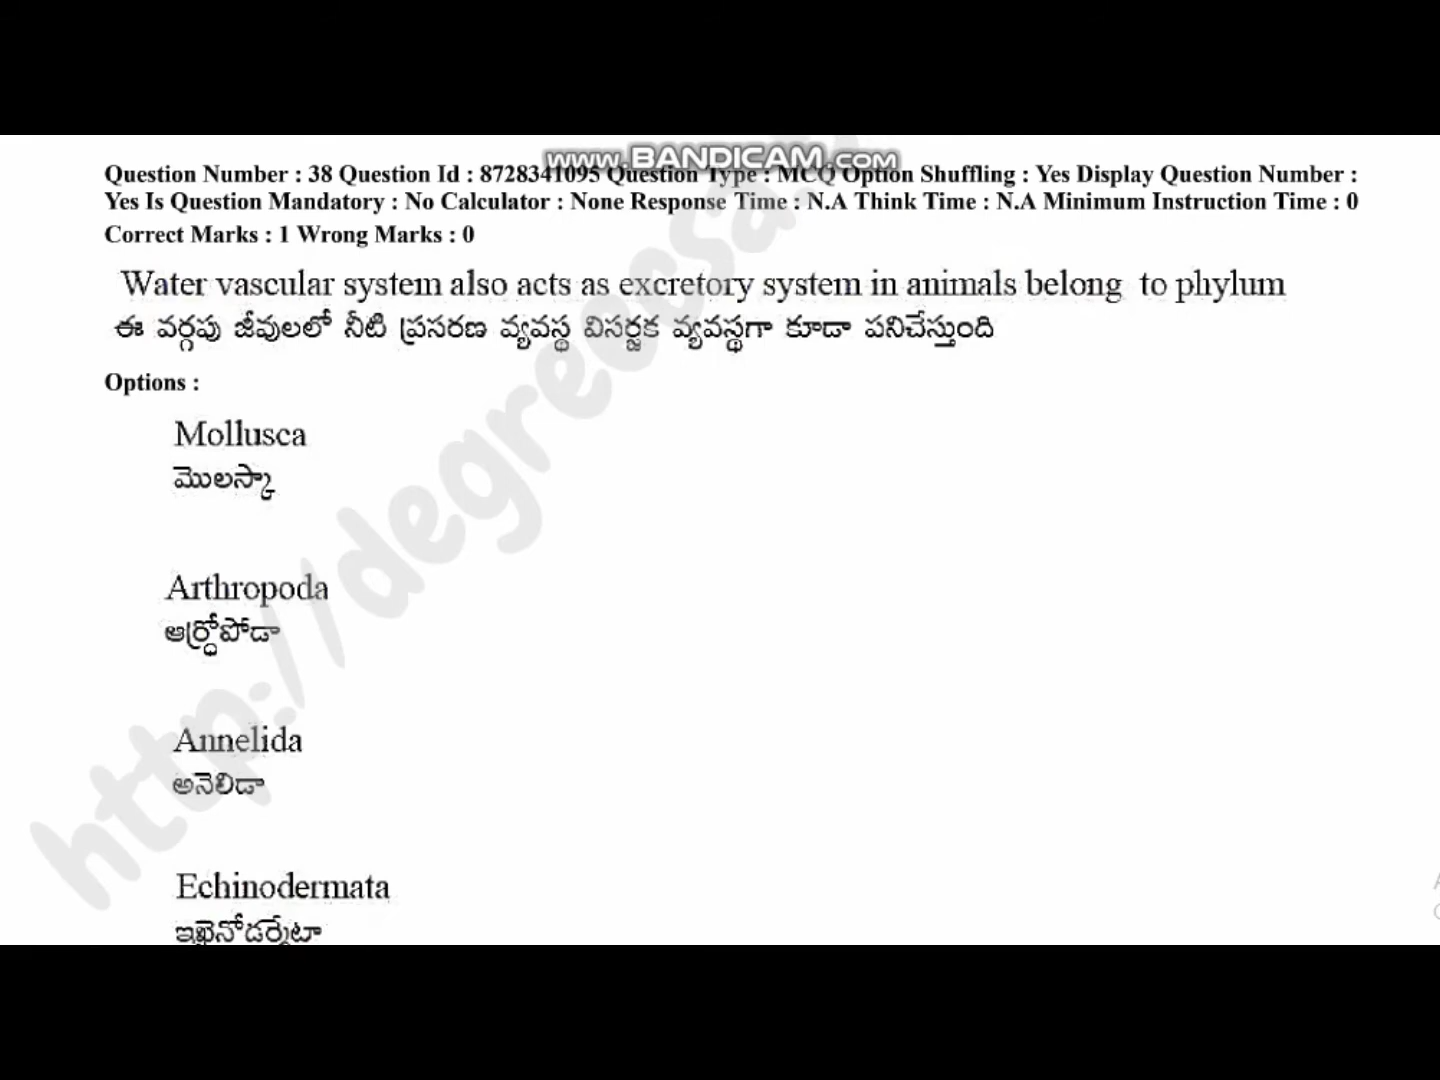 www.BANDICAM.com
Question Number : 38 Question Id : 8728341095 Question Type : MCQ Option Shuffling : Yes Display Question Number :
Yes Is Question Mandatory : No Calculator : None Response Time : N.A Think Time : N.A Minimum Instruction Time : 0
Correct Marks : 1 Wrong Marks : 0
Water vascular system also acts as excretory system in animals belong to phylum
ఈ వర్గపు జీవులలో నీటి ప్రసరణ వ్యవస్థ విసర్జక వ్యవస్థగా కూడా పనిచేస్తుంది
Options :
Mollusca
మొలస్కా
Arthropoda
ఆర్థ్రోపోడా
Annelida
అనెలిడా
Echinodermata
ఇఖైనోడర్మేటా